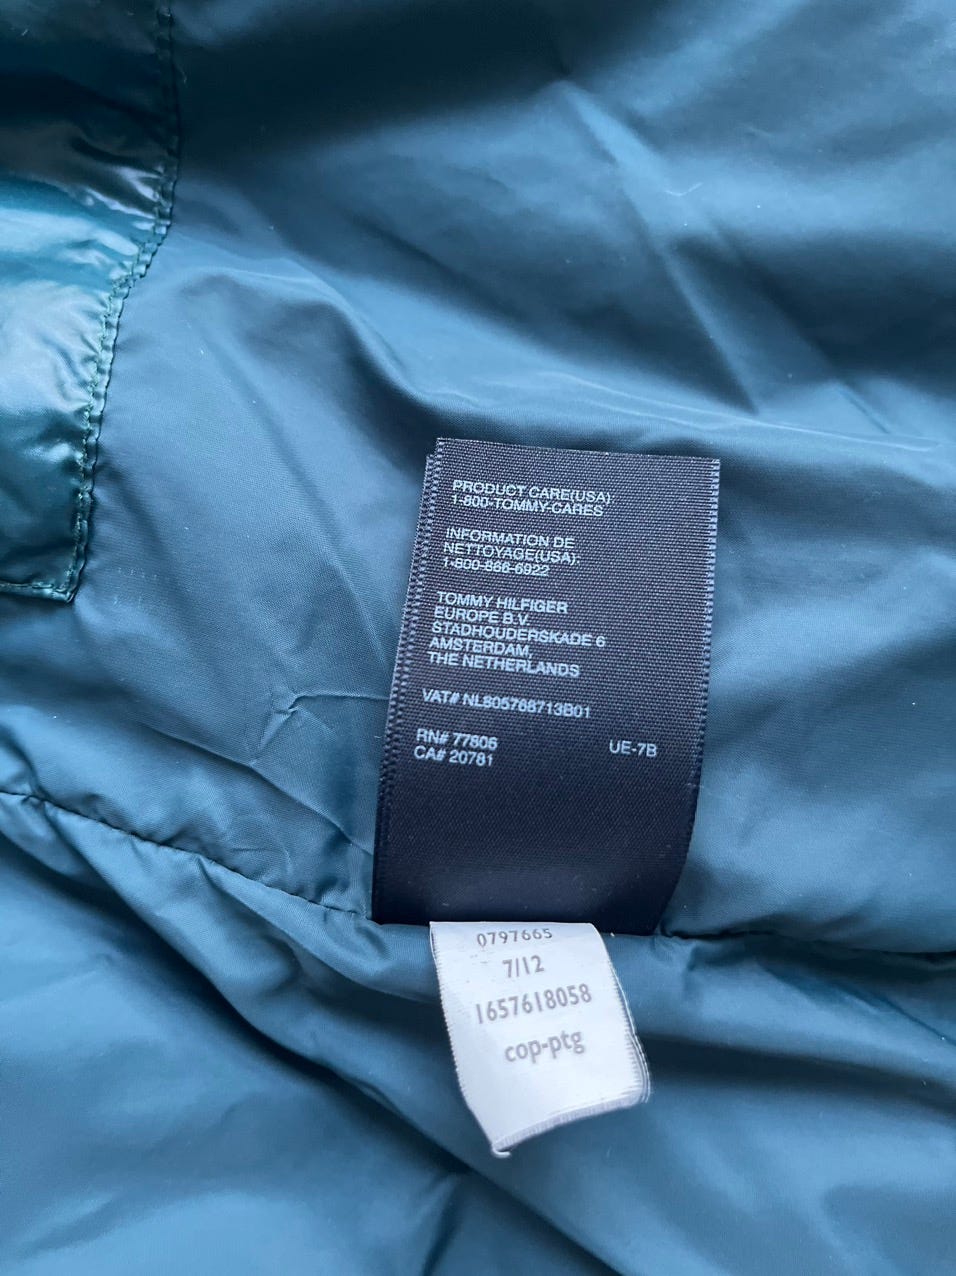 PRODUCT CARE(USA)
1-800-TOMMY-CARES
INFORMATION DE
NETTOYAGE(USA):
1-800-866-6922
TOMMY HILFIGER
EUROPE B.V.
STADHOUDERSKADE 6
AMSTERDAM,
THE NETHERLANDS
VAT# NL805768713B01
RN# 77806 UE-7B
CA# 20781
0797665
7/12
1657618058
cop-ptg